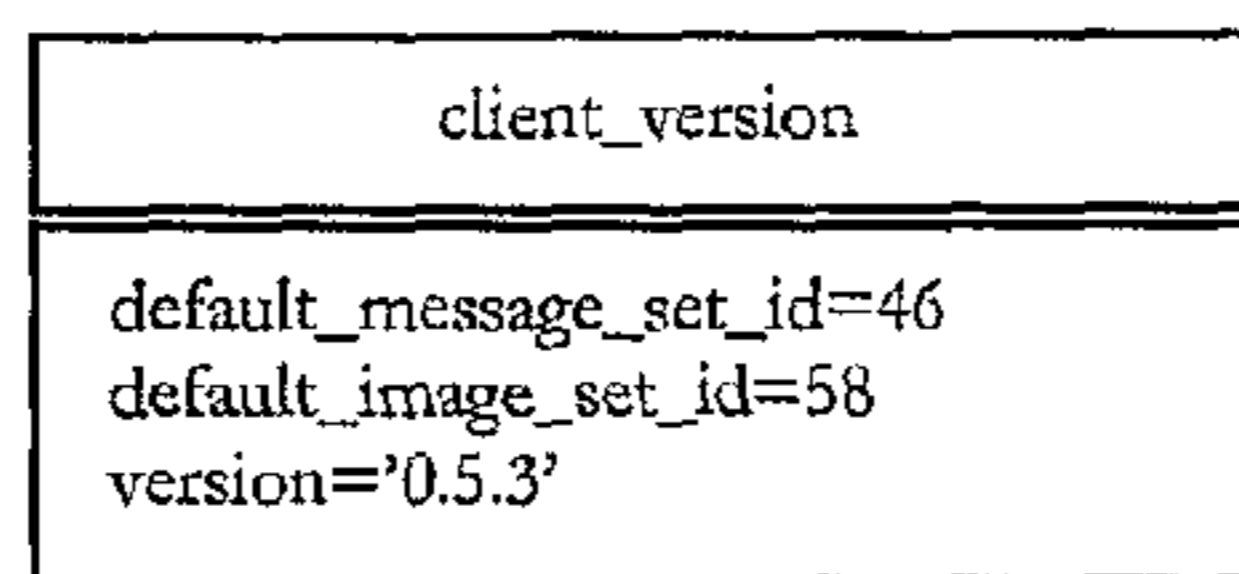 client_version
default_message_set_id=46
default_image_set_id=58
version=’0.5.3’